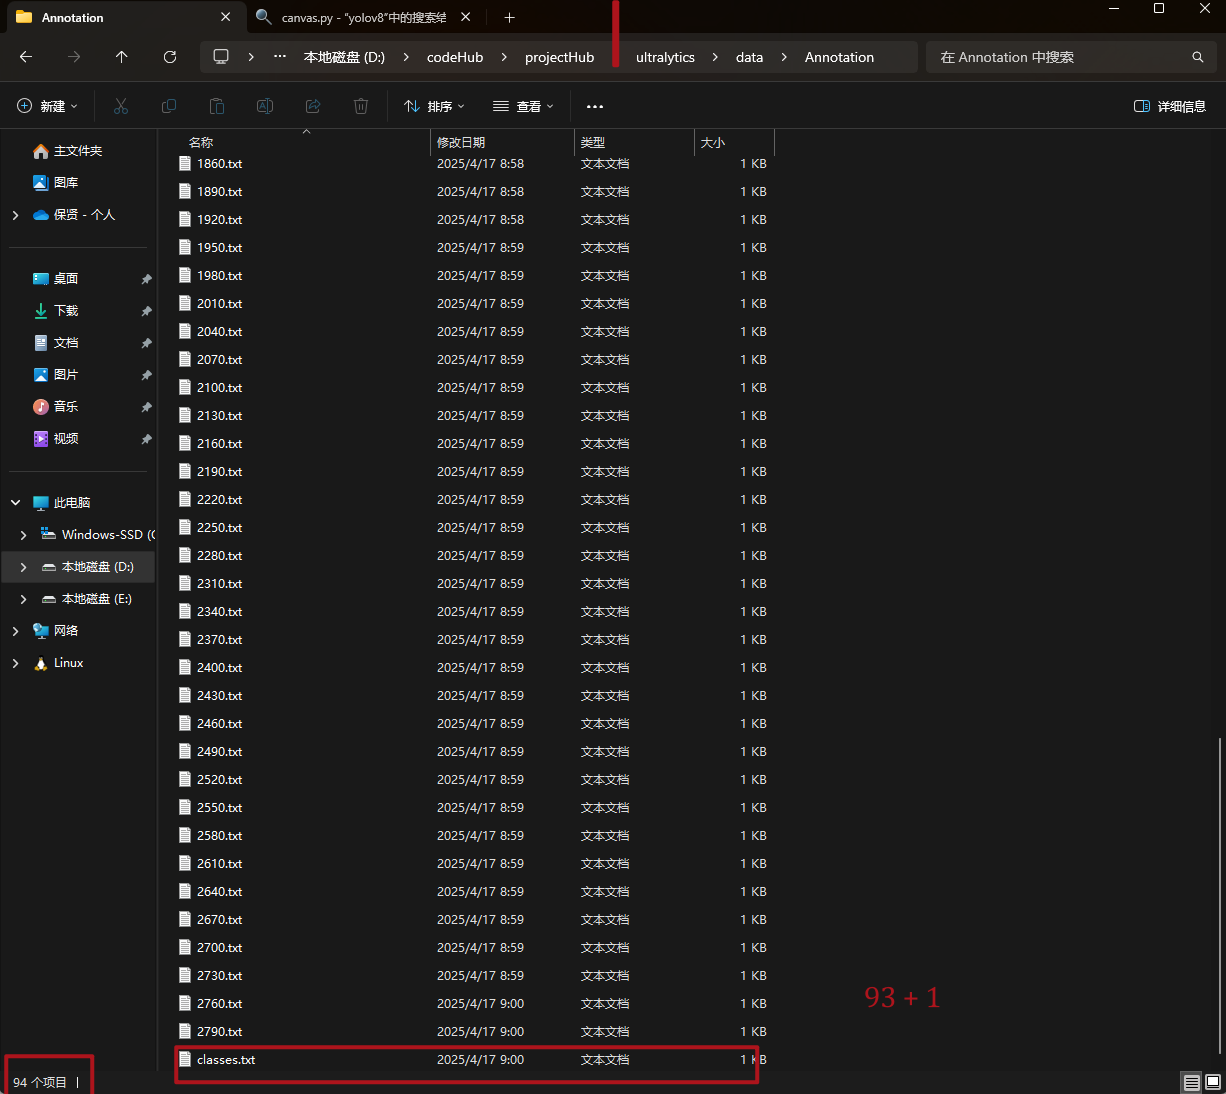 Annotation
canvas.py - "yolov8"中的搜索结
··· 本地磁盘 (D:) codeHub projectHub ultralytics data Annotation
在 Annotation 中搜索
新建 排序 查看 ··· 详细信息
主文件夹
图库
保贤 - 个人
桌面
下载
文档
图片
音乐
视频
此电脑
Windows-SSD (C
本地磁盘 (D:)
本地磁盘 (E:)
网络
Linux
名称 修改日期 类型 大小
1860.txt 2025/4/17 8:58 文本文档 1 KB
1890.txt 2025/4/17 8:58 文本文档 1 KB
1920.txt 2025/4/17 8:58 文本文档 1 KB
1950.txt 2025/4/17 8:59 文本文档 1 KB
1980.txt 2025/4/17 8:59 文本文档 1 KB
2010.txt 2025/4/17 8:59 文本文档 1 KB
2040.txt 2025/4/17 8:59 文本文档 1 KB
2070.txt 2025/4/17 8:59 文本文档 1 KB
2100.txt 2025/4/17 8:59 文本文档 1 KB
2130.txt 2025/4/17 8:59 文本文档 1 KB
2160.txt 2025/4/17 8:59 文本文档 1 KB
2190.txt 2025/4/17 8:59 文本文档 1 KB
2220.txt 2025/4/17 8:59 文本文档 1 KB
2250.txt 2025/4/17 8:59 文本文档 1 KB
2280.txt 2025/4/17 8:59 文本文档 1 KB
2310.txt 2025/4/17 8:59 文本文档 1 KB
2340.txt 2025/4/17 8:59 文本文档 1 KB
2370.txt 2025/4/17 8:59 文本文档 1 KB
2400.txt 2025/4/17 8:59 文本文档 1 KB
2430.txt 2025/4/17 8:59 文本文档 1 KB
2460.txt 2025/4/17 8:59 文本文档 1 KB
2490.txt 2025/4/17 8:59 文本文档 1 KB
2520.txt 2025/4/17 8:59 文本文档 1 KB
2550.txt 2025/4/17 8:59 文本文档 1 KB
2580.txt 2025/4/17 8:59 文本文档 1 KB
2610.txt 2025/4/17 8:59 文本文档 1 KB
2640.txt 2025/4/17 8:59 文本文档 1 KB
2670.txt 2025/4/17 8:59 文本文档 1 KB
2700.txt 2025/4/17 8:59 文本文档 1 KB
2730.txt 2025/4/17 8:59 文本文档 1 KB
2760.txt 2025/4/17 9:00 文本文档 1 KB
2790.txt 2025/4/17 9:00 文本文档 1 KB
classes.txt 2025/4/17 9:00 文本文档 1 KB
93 + 1
94 个项目